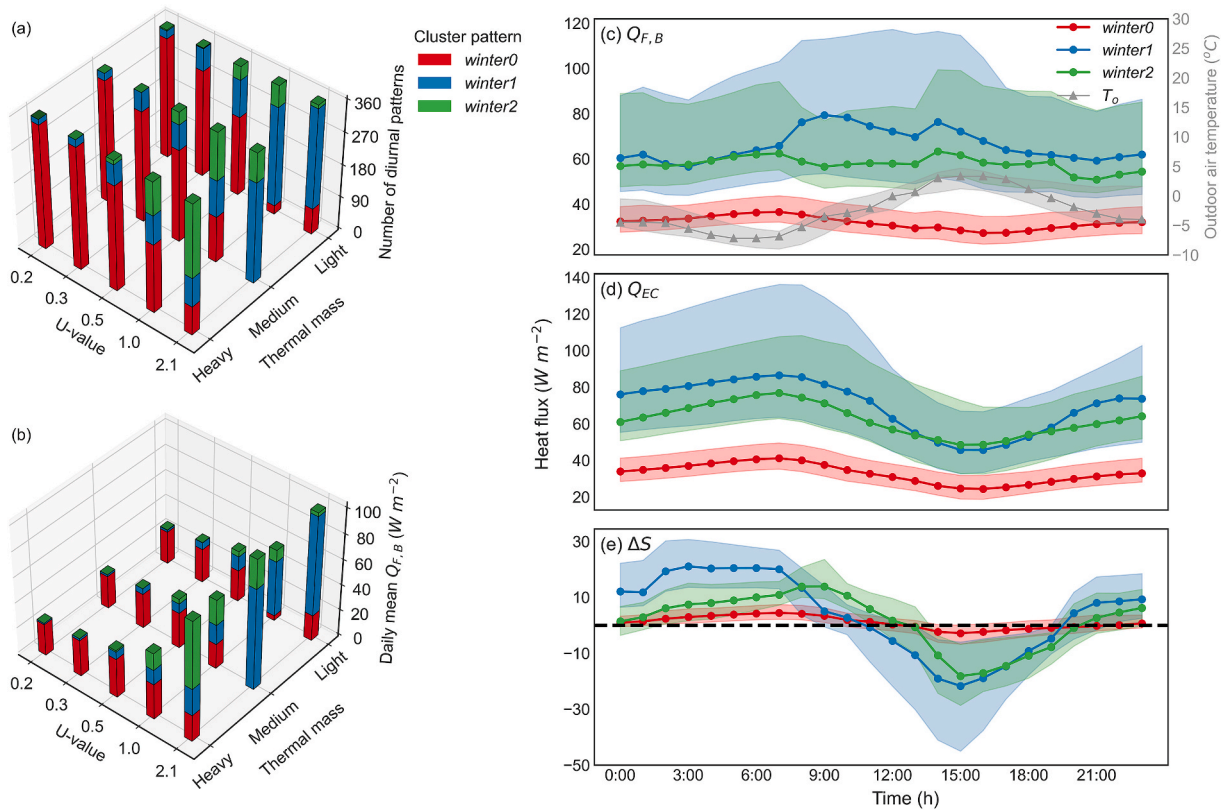 (a)
Cluster pattern
winter0
winter1
winter2
360
270
180
90
0
Number of diurnal patterns
0.2
0.3
0.5
1.0
2.1
U-value
Heavy
Medium
Light
Thermal mass
(b)
100
80
60
40
20
0
Daily mean Q_{F,B} (W m⁻²)
0.2
0.3
0.5
1.0
2.1
U-value
Heavy
Medium
Light
Thermal mass
(c) Q_{F,B}
winter0
winter1
winter2
T_o
120
100
80
60
40
20
30
25
20
15
10
5
0
−5
−10
Outdoor air temperature (°C)
(d) Q_{EC}
140
120
100
80
60
40
20
Heat flux (W m⁻²)
(e) ΔS
30
10
−10
−30
−50
0:00 3:00 6:00 9:00 12:00 15:00 18:00 21:00
Time (h)